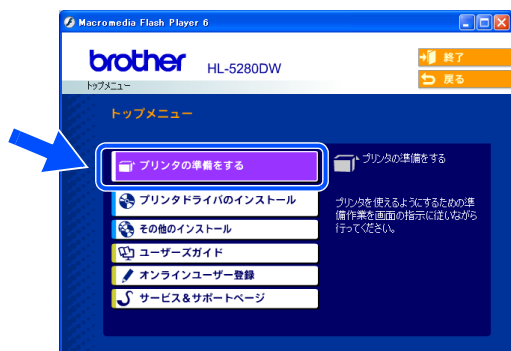 Macromedia Flash Player 6
brother
HL-5280DW
終了
戻る
トップメニュー
トップメニュー
プリンタの準備をする
プリンタドライバのインストール
その他のインストール
ユーザーズガイド
オンラインユーザー登録
サービス&サポートページ
プリンタの準備をする
プリンタを使えるようにするための準
備作業を画面の指示に従いながら
行ってください。